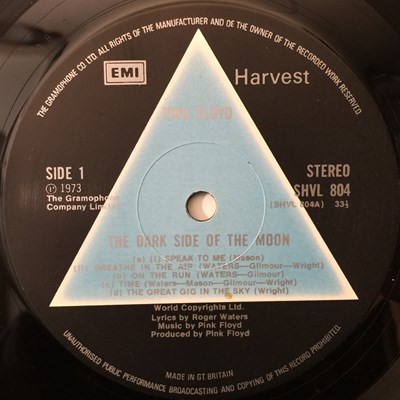 THE GRAMOPHONE CO LTD. ALL RIGHTS OF THE MANUFACTURER AND OF THE OWNER OF THE RECORDED WORK RESERVED.
EMI
Harvest
PINK FLOYD
SIDE 1
STEREO
Ⓟ 1973
SHVL 804
The Gramophone
Company Limited
(SHVL 804A) 33⅓
THE DARK SIDE OF THE MOON
(a) (i) SPEAK TO ME (Mason)
(ii) BREATHE IN THE AIR (WATERS—Gilmour—Wright)
(b) ON THE RUN (WATERS—Gilmour)
(c) TIME (Waters—Mason—Gilmour—Wright)
(d) THE GREAT GIG IN THE SKY (Wright)
World Copyrights Ltd.
Lyrics by Roger Waters
Music by Pink Floyd
Produced by Pink Floyd
UNAUTHORISED PUBLIC PERFORMANCE BROADCASTING AND COPYING OF THIS RECORD PROHIBITED.
MADE IN GT BRITAIN